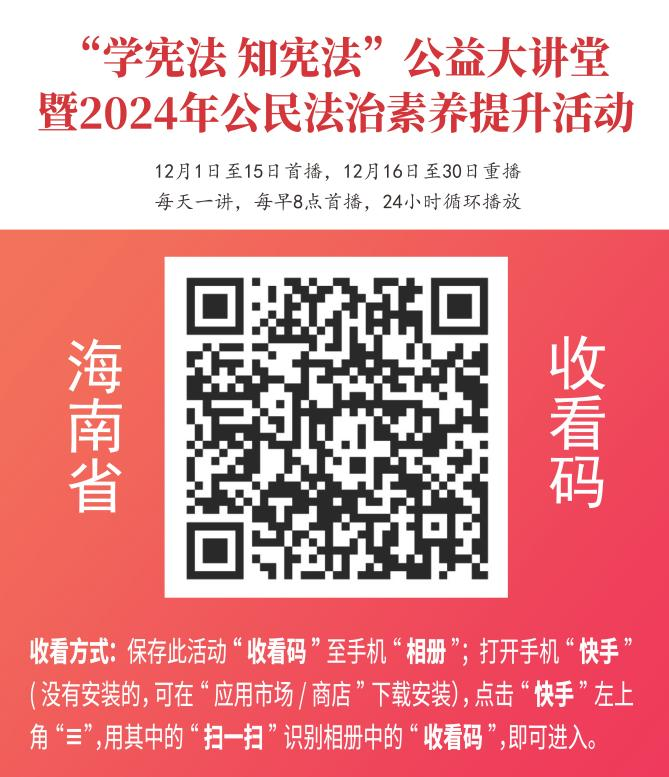 “学宪法 知宪法”公益大讲堂
暨2024年公民法治素养提升活动
12月1日至15日首播，12月16日至30日重播
每天一讲，每早8点首播，24小时循环播放
海南省
收看码
收看方式：保存此活动“收看码”至手机“相册”；打开手机“快手”
（没有安装的，可在“应用市场/商店”下载安装），点击“快手”左上
角“☰”，用其中的“扫一扫”识别相册中的“收看码”，即可进入。